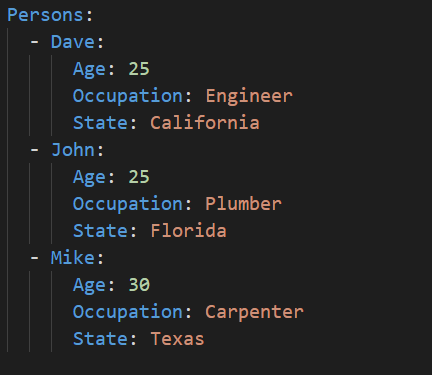 Persons:
- Dave:
Age: 25
Occupation: Engineer
State: California
- John:
Age: 25
Occupation: Plumber
State: Florida
- Mike:
Age: 30
Occupation: Carpenter
State: Texas